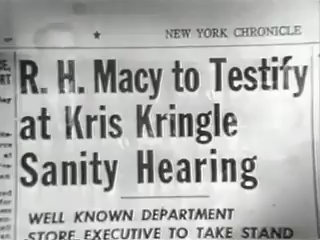 NEW YORK CHRONICLE
R. H. Macy to Testify
at Kris Kringle
Sanity Hearing
WELL KNOWN DEPARTMENT
STORE EXECUTIVE TO TAKE STAND